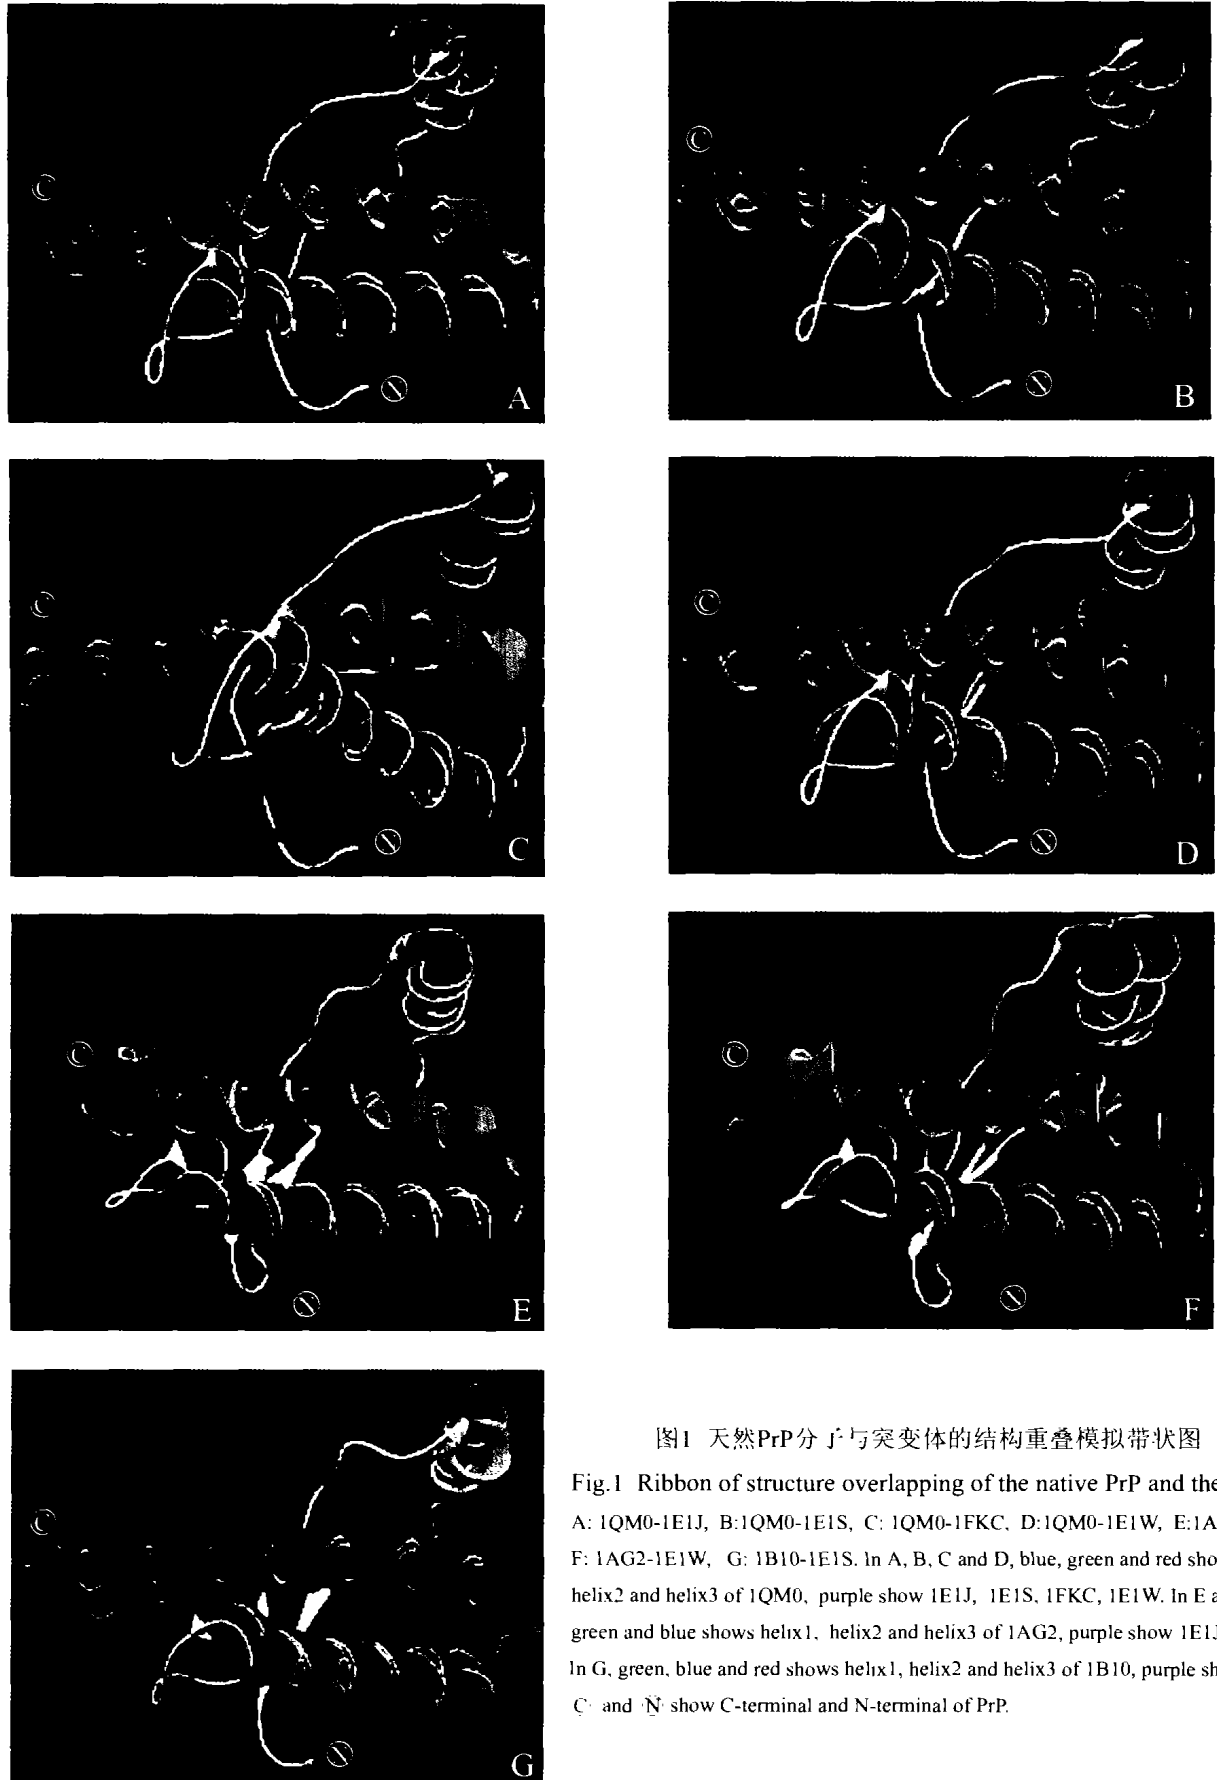 Ⓒ
Ⓝ
A
Ⓒ
Ⓝ
B
Ⓒ
Ⓝ
C
Ⓒ
Ⓝ
D
Ⓒ
Ⓝ
E
Ⓒ
Ⓝ
F
Ⓒ
Ⓝ
G
图1 天然PrP分子与突变体的结构重叠模拟带状图
Fig.1 Ribbon of structure overlapping of the native PrP and the
A: 1QM0-1E1J, B:1QM0-1E1S, C: 1QM0-1FKC, D:1QM0-1E1W, E:1A
F: 1AG2-1E1W, G: 1B10-1E1S. In A, B, C and D, blue, green and red sho
helix2 and helix3 of 1QM0, purple show 1E1J, 1E1S, 1FKC, 1E1W. In E a
green and blue shows helix1, helix2 and helix3 of 1AG2, purple show 1E1J
In G, green, blue and red shows helix1, helix2 and helix3 of 1B10, purple sh
Ⓒ and Ⓝ show C-terminal and N-terminal of PrP.